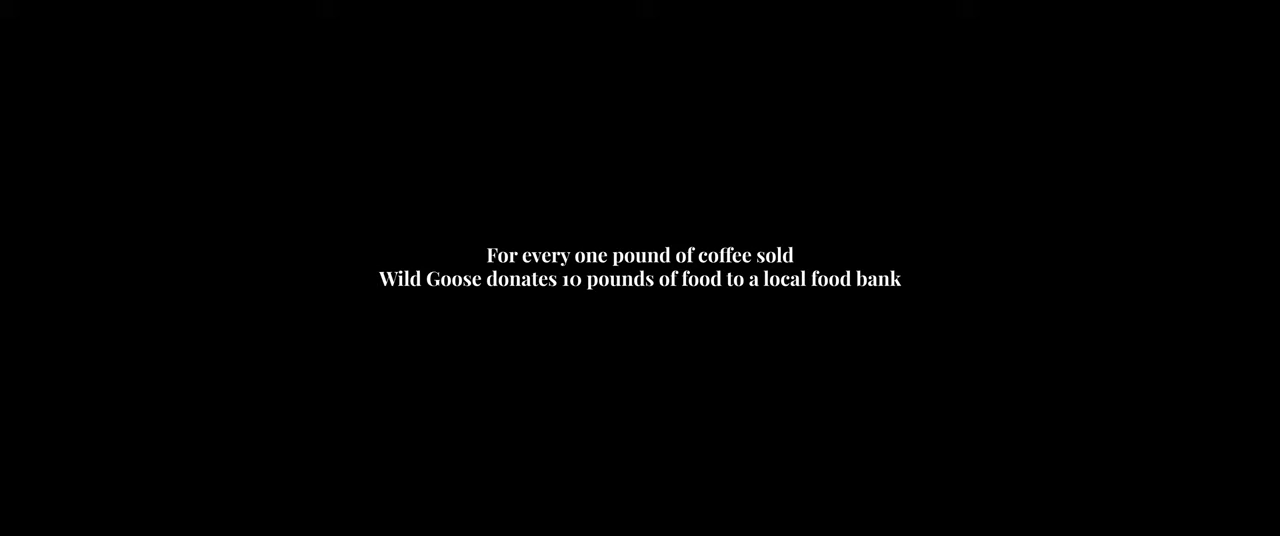 For every one pound of coffee sold
Wild Goose donates 10 pounds of food to a local food bank